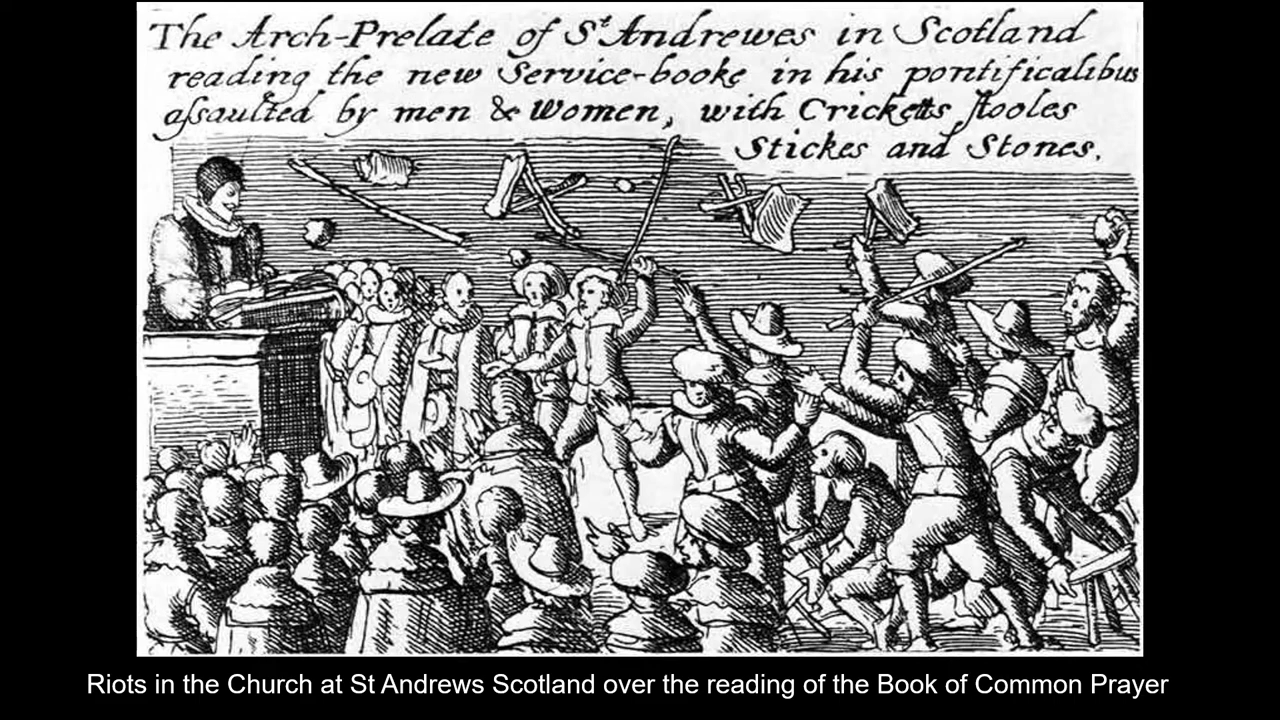 The Arch-Prelate of St Andrewes in Scotland
reading the new Service-booke in his pontificalibus
assaulted by men & Women, with Cricketts stooles
Stickes and Stones.
Riots in the Church at St Andrews Scotland over the reading of the Book of Common Prayer